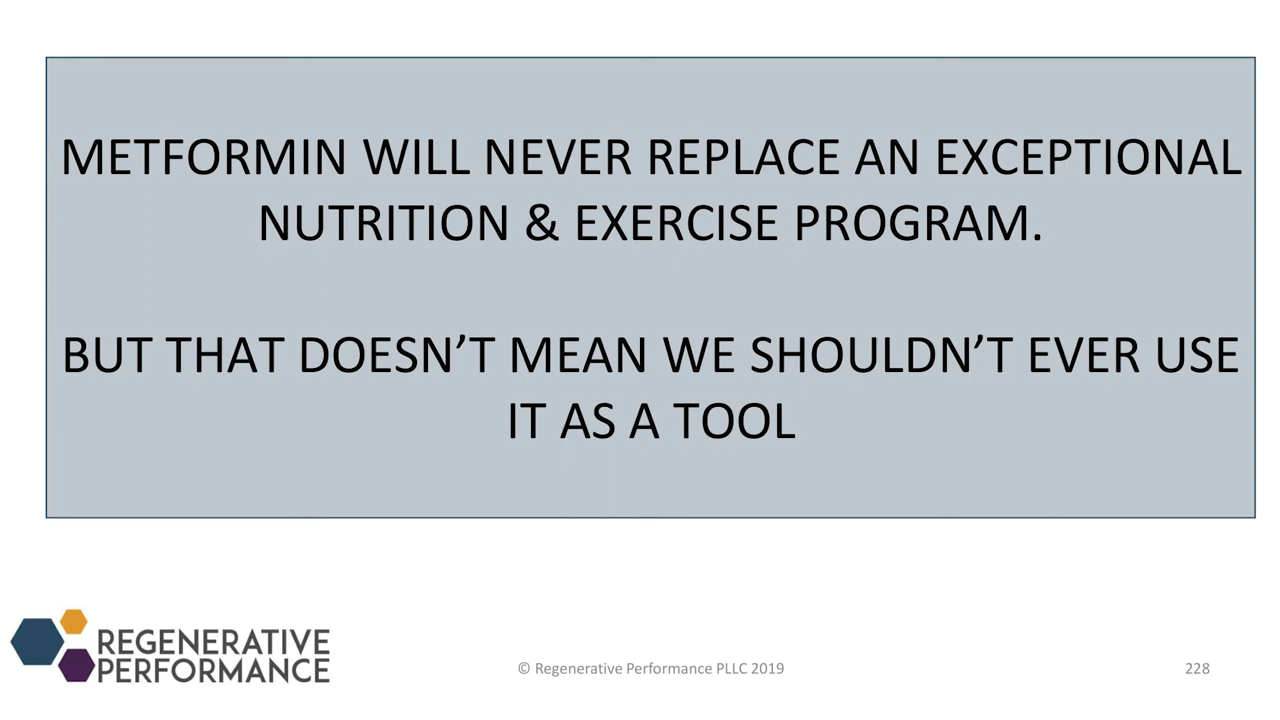 METFORMIN WILL NEVER REPLACE AN EXCEPTIONAL
NUTRITION & EXERCISE PROGRAM.
BUT THAT DOESN’T MEAN WE SHOULDN’T EVER USE
IT AS A TOOL
REGENERATIVE
PERFORMANCE
© Regenerative Performance PLLC 2019
228